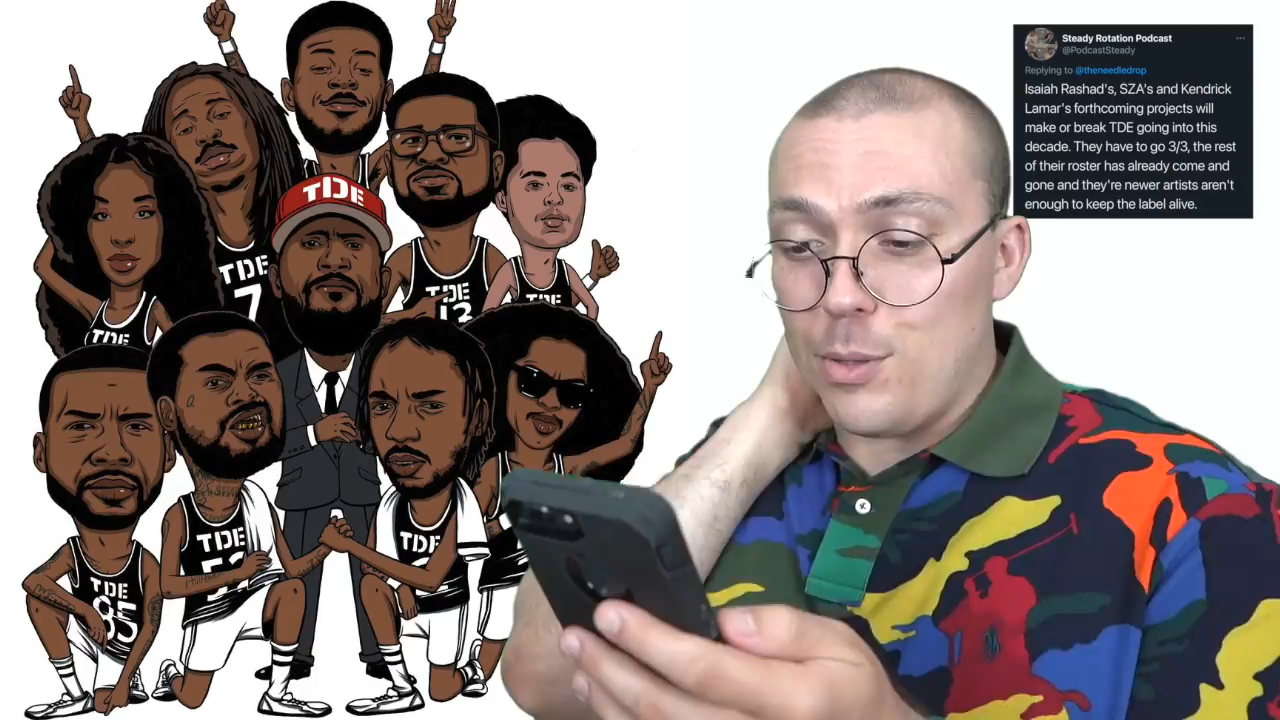 Steady Rotation Podcast
@PodcastSteady
Replying to @theneedledrop
Isaiah Rashad's, SZA's and Kendrick
Lamar's forthcoming projects will
make or break TDE going into this
decade. They have to go 3/3, the rest
of their roster has already come and
gone and they're newer artists aren't
enough to keep the label alive.
TDE
TDE
7
TDE
13
TDE
TDE
TDE
TDE
TDE
85